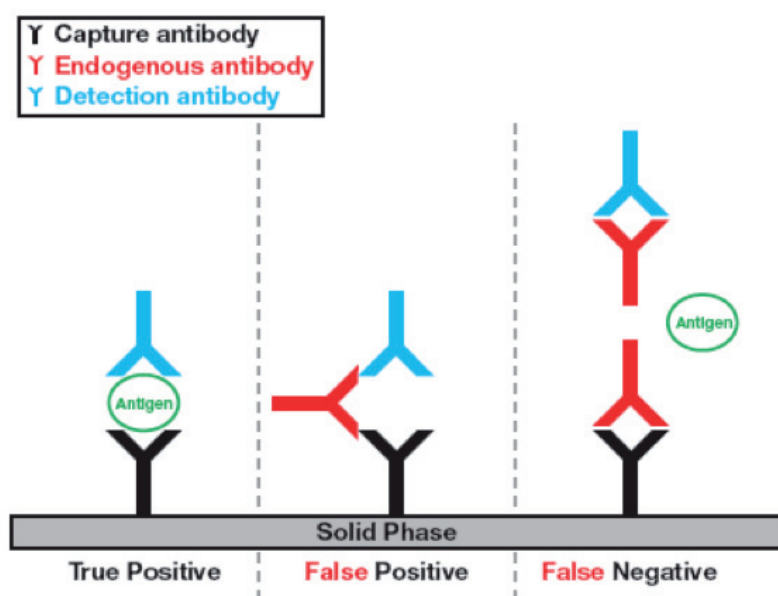 Capture antibody
Endogenous antibody
Detection antibody
Antigen
Antigen
Solid Phase
True Positive
False Positive
False Negative